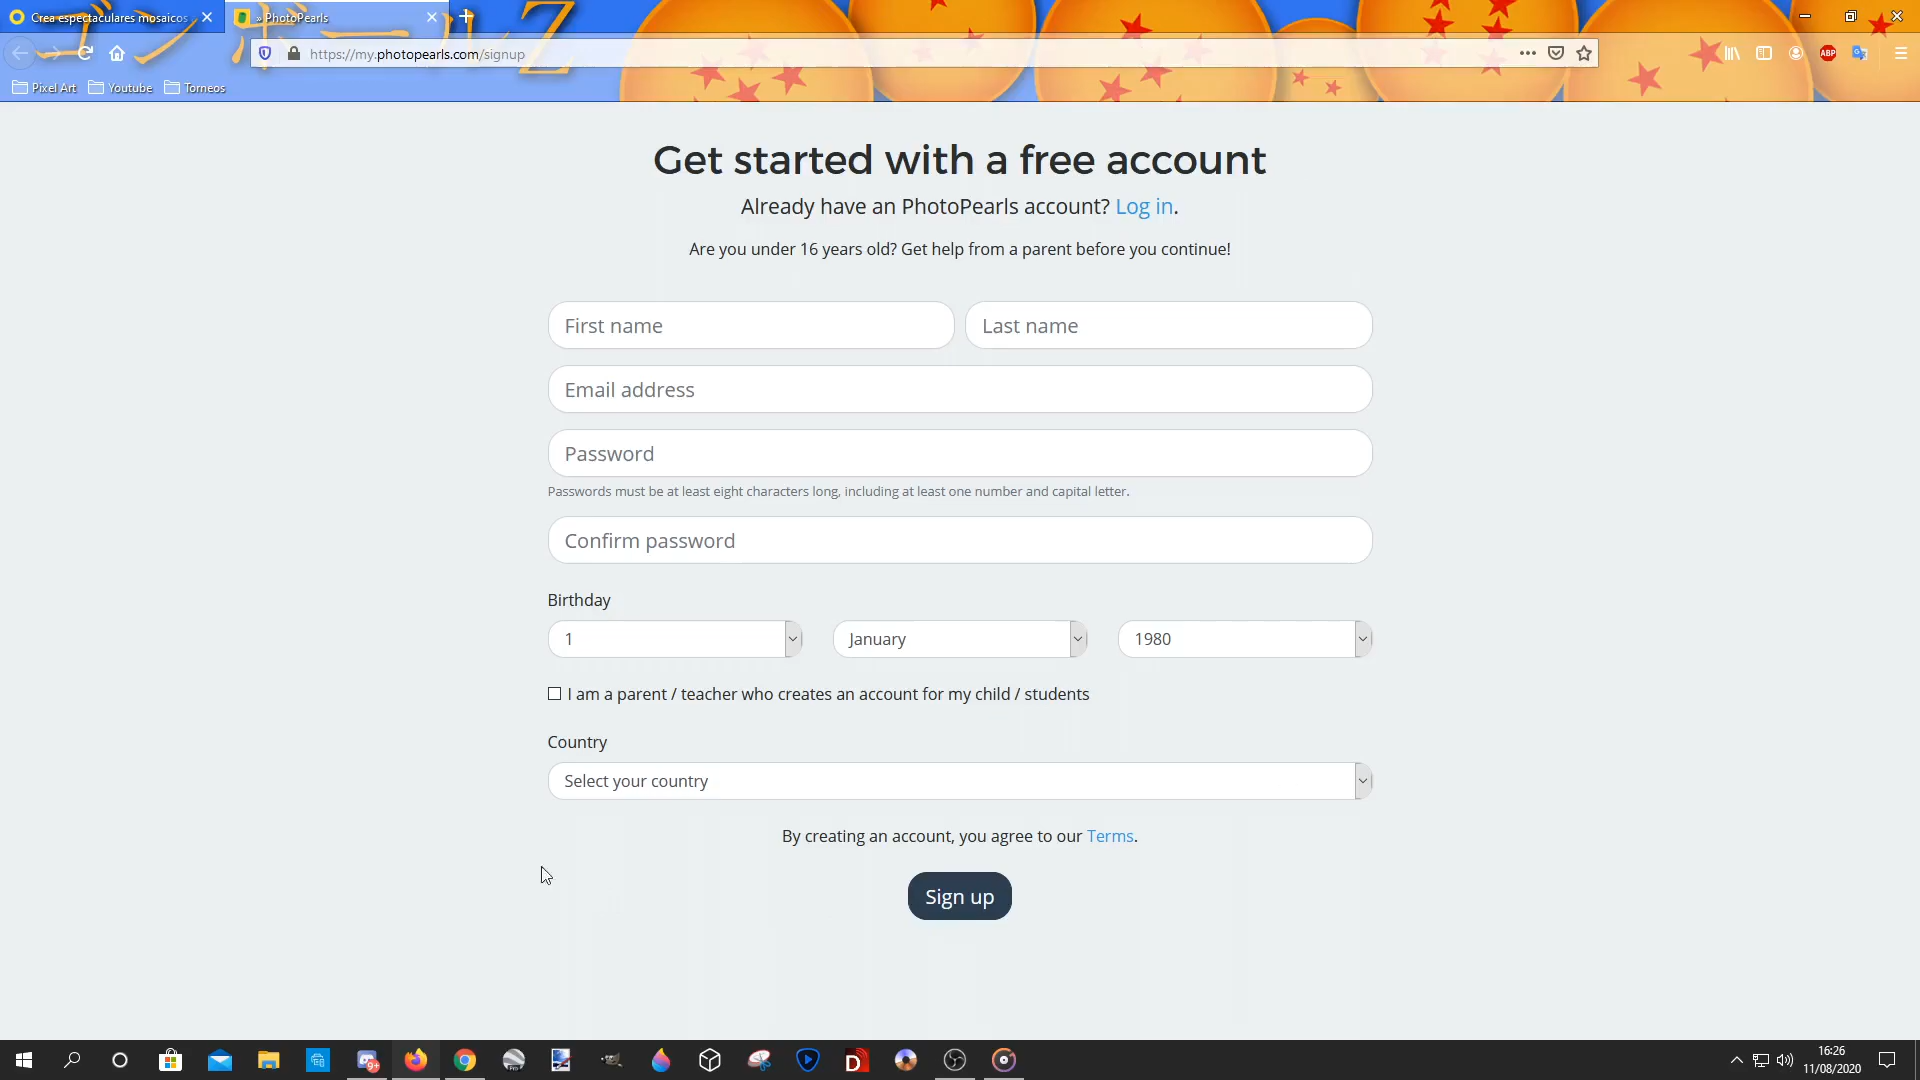 Crea espectaculares mosaicos
» PhotoPearls
https://my.photopearls.com/signup
ABP
Pixel Art
Youtube
Torneos
Z
Get started with a free account
Already have an PhotoPearls account? Log in.
Are you under 16 years old? Get help from a parent before you continue!
First name
Last name
Email address
Password
Passwords must be at least eight characters long, including at least one number and capital letter.
Confirm password
Birthday
1
January
1980
I am a parent / teacher who creates an account for my child / students
Country
Select your country
By creating an account, you agree to our Terms.
Sign up
9+
Pro
D
16:26
11/08/2020